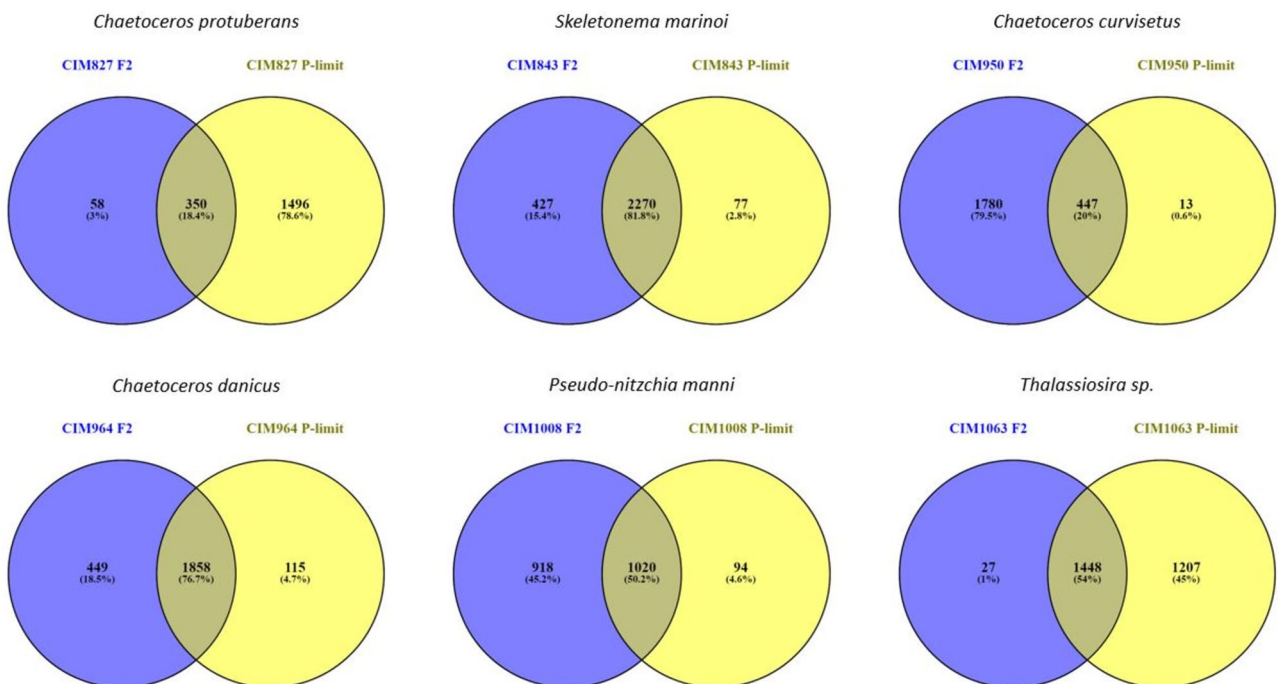 Chaetoceros protuberans
CIM827 F2
CIM827 P-limit
58
(3%)
350
(18.4%)
1496
(78.6%)
Skeletonema marinoi
CIM843 F2
CIM843 P-limit
427
(15.4%)
2270
(81.8%)
77
(2.8%)
Chaetoceros curvisetus
CIM950 F2
CIM950 P-limit
1780
(79.5%)
447
(20%)
13
(0.6%)
Chaetoceros danicus
CIM964 F2
CIM964 P-limit
449
(18.5%)
1858
(76.7%)
115
(4.7%)
Pseudo-nitzchia manni
CIM1008 F2
CIM1008 P-limit
918
(45.2%)
1020
(50.2%)
94
(4.6%)
Thalassiosira sp.
CIM1063 F2
CIM1063 P-limit
27
(1%)
1448
(54%)
1207
(45%)